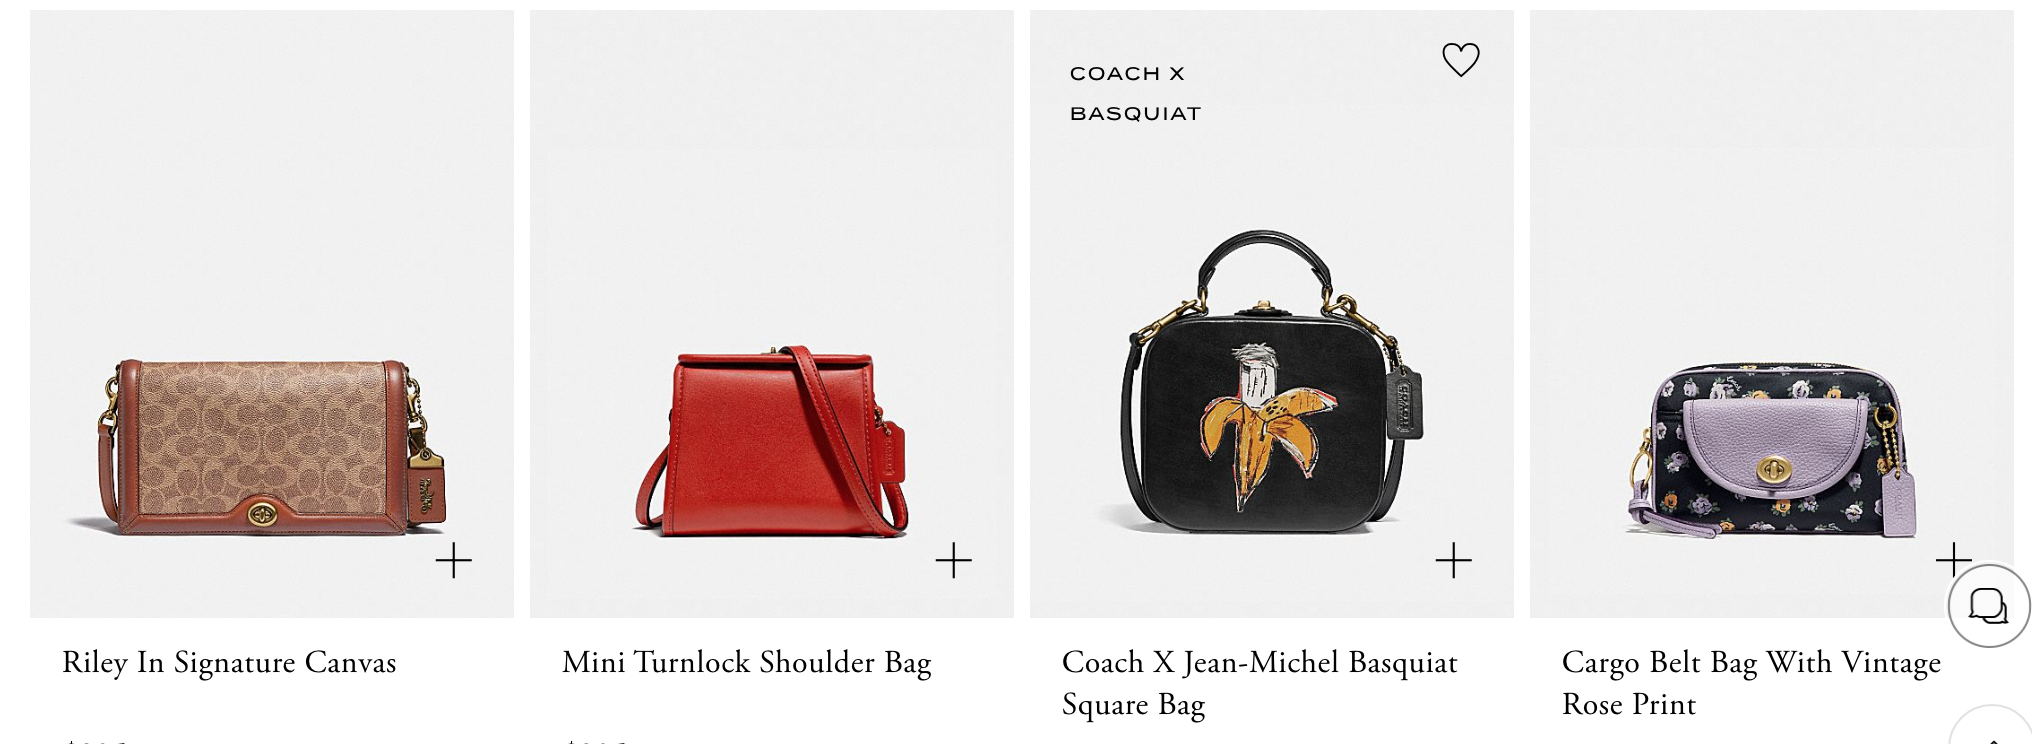 COACH X
BASQUIAT
Riley In Signature Canvas
Mini Turnlock Shoulder Bag
Coach X Jean-Michel Basquiat
Square Bag
Cargo Belt Bag With Vintage
Rose Print